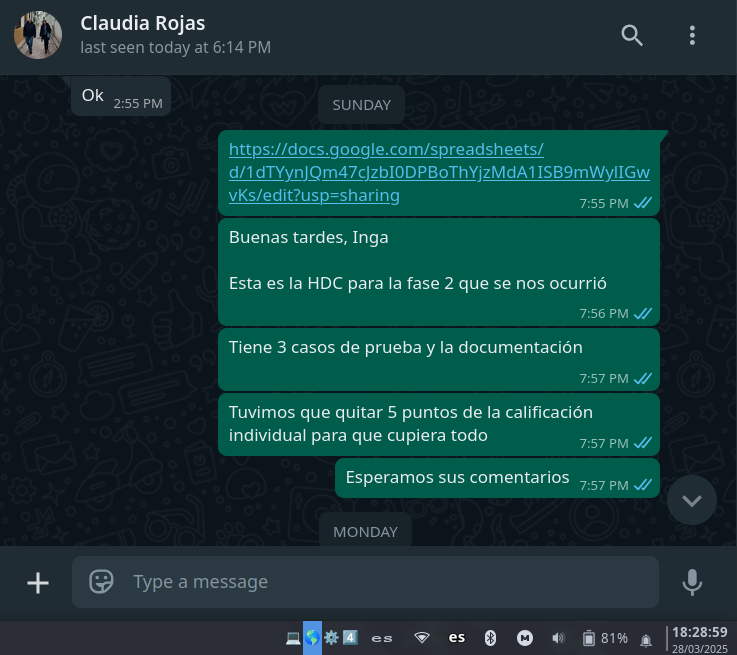 Claudia Rojas
last seen today at 6:14 PM
Ok 2:55 PM
SUNDAY
https://docs.google.com/spreadsheets/
d/1dTYynJQm47cJzbI0DPBoThYjzMdA1ISB9mWylIGw
vKs/edit?usp=sharing
7:55 PM
Buenas tardes, Inga
Esta es la HDC para la fase 2 que se nos ocurrió
7:56 PM
Tiene 3 casos de prueba y la documentación
7:57 PM
Tuvimos que quitar 5 puntos de la calificación
individual para que cupiera todo
7:57 PM
Esperamos sus comentarios 7:57 PM
MONDAY
Type a message
4 es es M 81% 18:28:59
28/03/2025